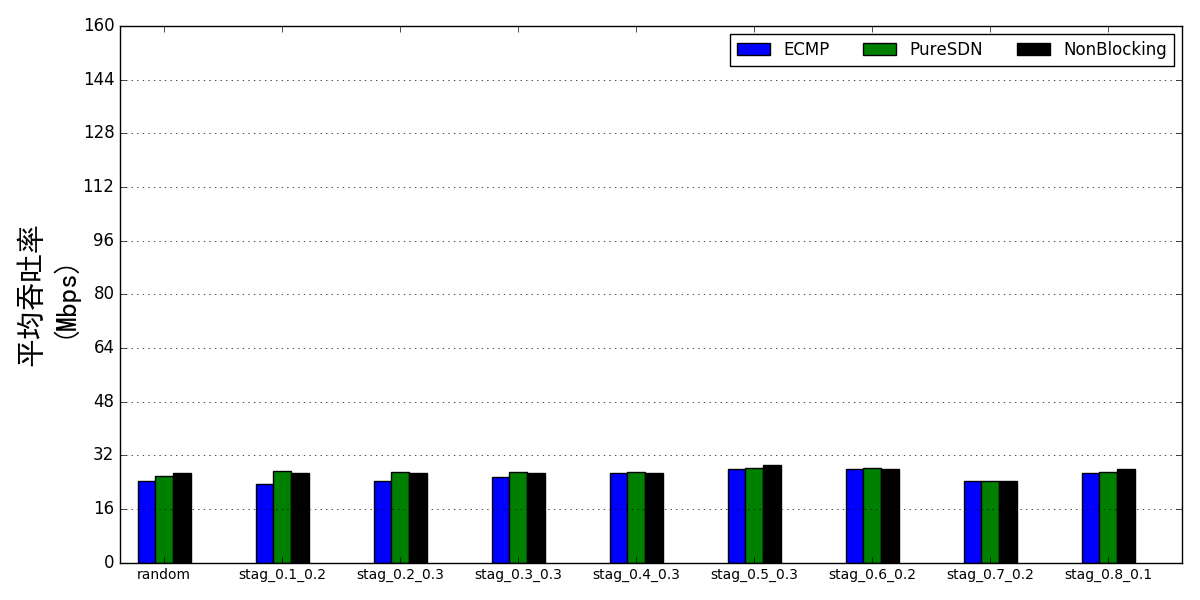 平均吞吐率
(Mbps)
160
144
128
112
96
80
64
48
32
16
0
ECMP PureSDN NonBlocking
random stag_0.1_0.2 stag_0.2_0.3 stag_0.3_0.3 stag_0.4_0.3 stag_0.5_0.3 stag_0.6_0.2 stag_0.7_0.2 stag_0.8_0.1